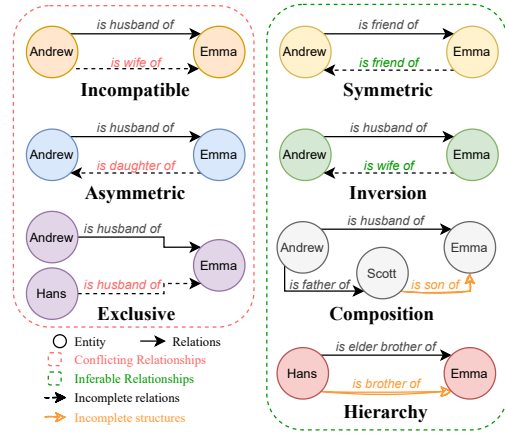 is husband of
Andrew
Emma
is wife of
Incompatible
is husband of
Andrew
Emma
is daughter of
Asymmetric
Andrew
is husband of
Emma
Hans
is husband of
Exclusive
Entity
Relations
Conflicting Relationships
Inferable Relationships
Incomplete relations
Incomplete structures
is friend of
Andrew
Emma
is friend of
Symmetric
is husband of
Andrew
Emma
is wife of
Inversion
is husband of
Andrew
Emma
Scott
is father of
is son of
Composition
is elder brother of
Hans
Emma
is brother of
Hierarchy